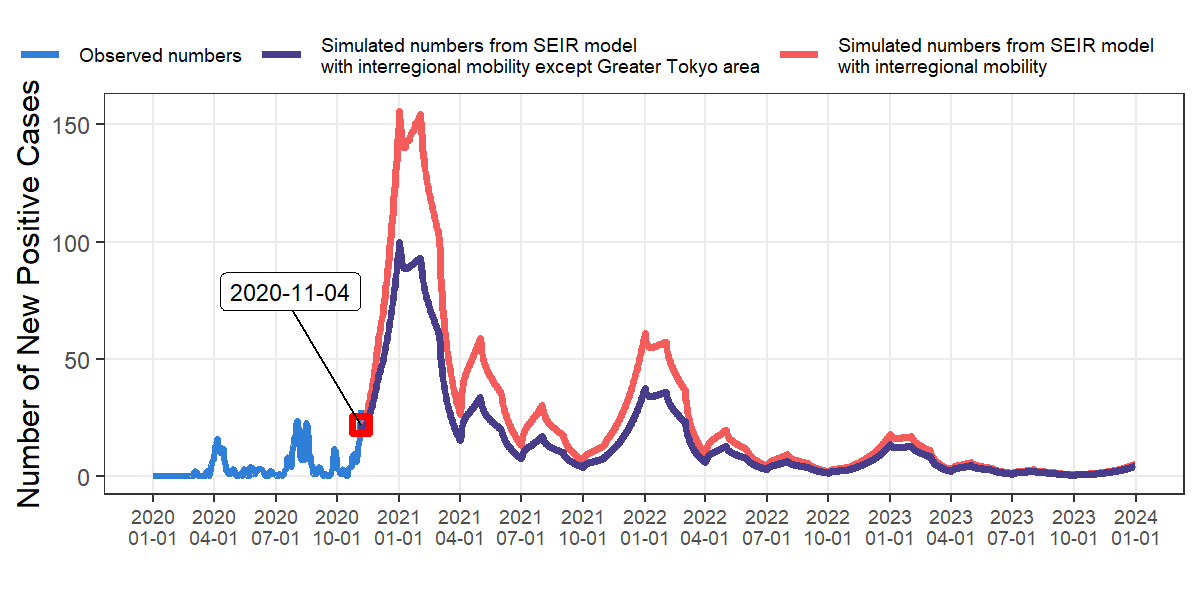 Observed numbers
Simulated numbers from SEIR model
with interregional mobility except Greater Tokyo area
Simulated numbers from SEIR model
with interregional mobility
Number of New Positive Cases
150
100
50
0
2020-11-04
2020 2020 2020 2020 2021 2021 2021 2021 2022 2022 2022 2022 2023 2023 2023 2023 2024
01-01 04-01 07-01 10-01 01-01 04-01 07-01 10-01 01-01 04-01 07-01 10-01 01-01 04-01 07-01 10-01 01-01